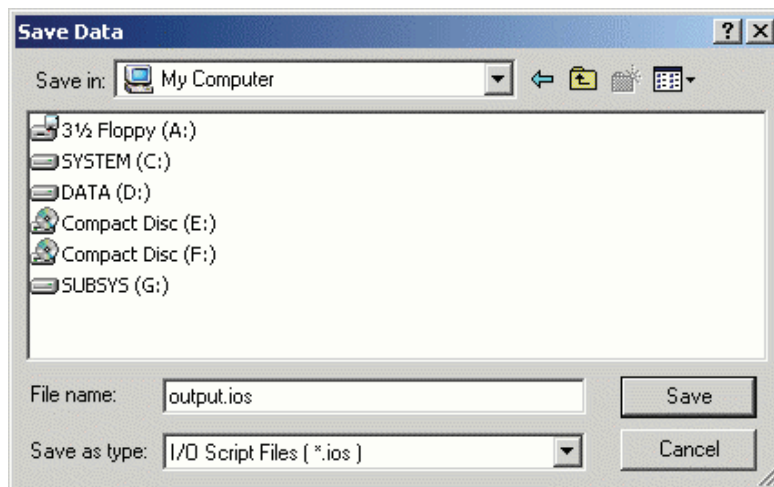 Save Data
Save in: My Computer
3½ Floppy (A:)
SYSTEM (C:)
DATA (D:)
Compact Disc (E:)
Compact Disc (F:)
SUBSYS (G:)
File name: output.ios Save
Save as type: I/O Script Files ( *.ios ) Cancel